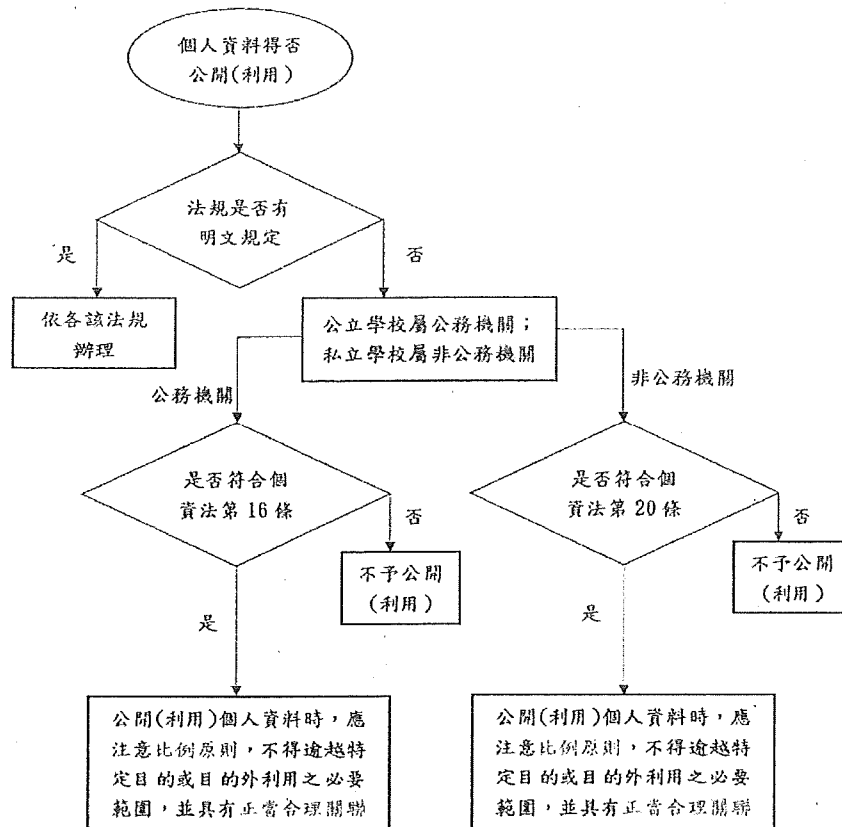 個人資料得否
公開(利用)
法規是否有
明文規定
是
否
依各該法規
辦理
公立學校屬公務機關；
私立學校屬非公務機關
公務機關
非公務機關
是否符合個
資法第 16 條
是否符合個
資法第 20 條
否
否
不予公開
(利用)
不予公開
(利用)
是
是
公開(利用)個人資料時，應
注意比例原則，不得逾越特
定目的或目的外利用之必要
範圍，並具有正當合理關聯
公開(利用)個人資料時，應
注意比例原則，不得逾越特
定目的或目的外利用之必要
範圍，並具有正當合理關聯